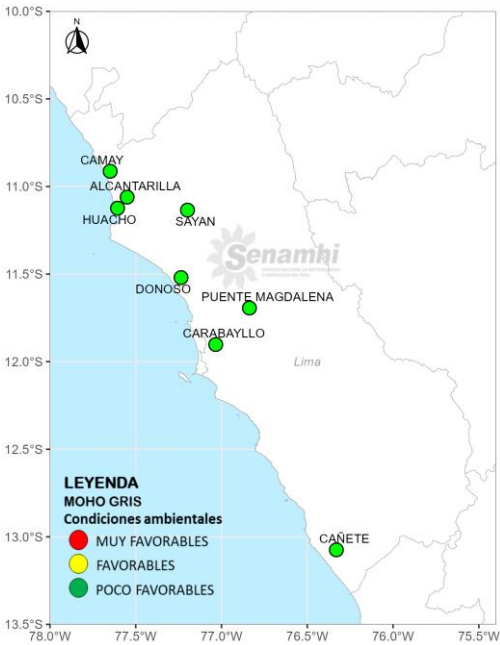 10.0°S
N
10.5°S
CAMAY
11.0°S
ALCANTARILLA
HUACHO
SAYAN
Senamhi
11.5°S
DONOSO
PUENTE MAGDALENA
CARABAYLLO
12.0°S
Lima
12.5°S
LEYENDA
MOHO GRIS
Condiciones ambientales
13.0°S
CAÑETE
MUY FAVORABLES
FAVORABLES
POCO FAVORABLES
13.5°S
78.0°W 77.5°W 77.0°W 76.5°W 76.0°W 75.5°W